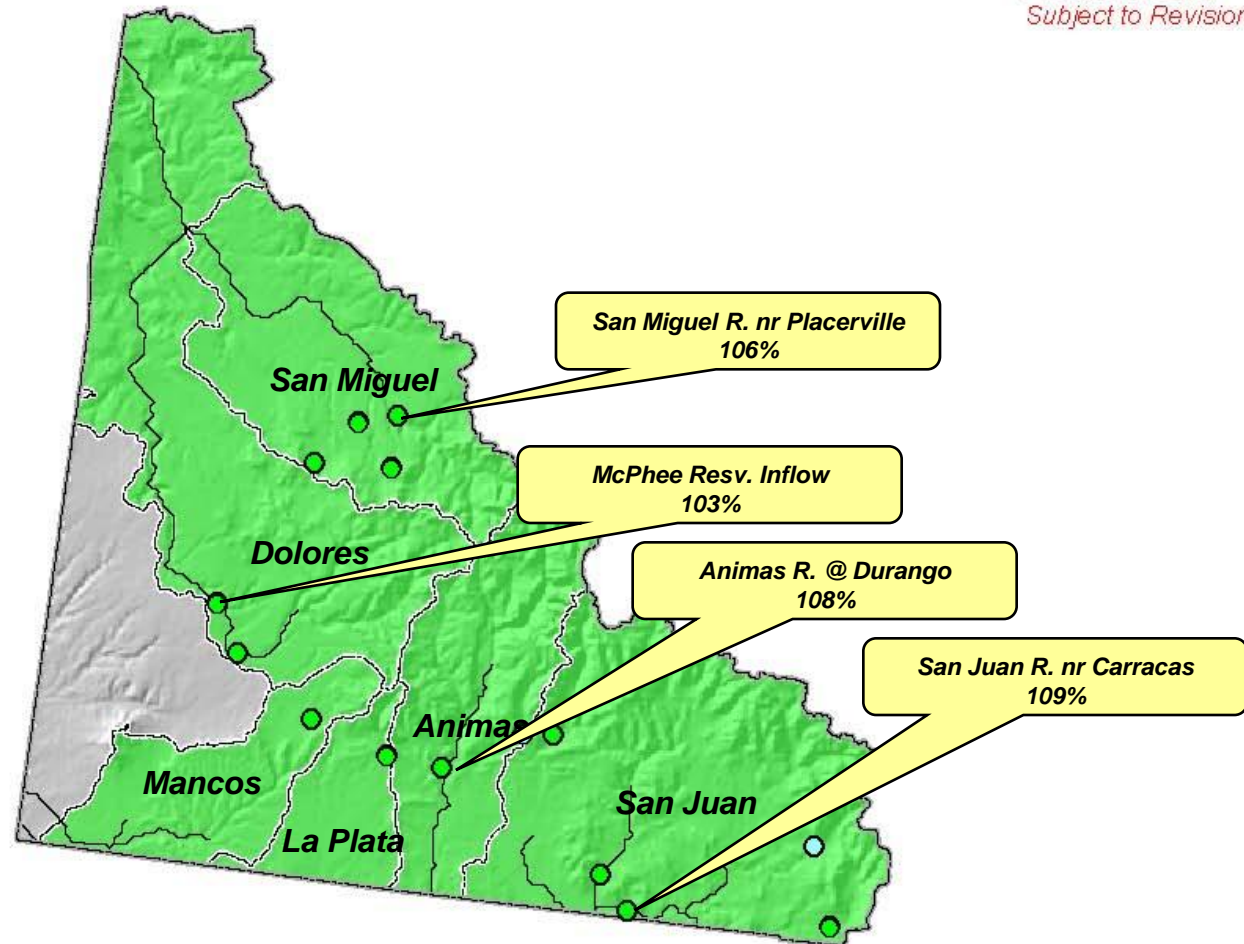 Subject to Revision
San Miguel R. nr Placerville
106%
San Miguel
McPhee Resv. Inflow
103%
Dolores
Animas R. @ Durango
108%
San Juan R. nr Carracas
109%
Animas
Mancos
San Juan
La Plata